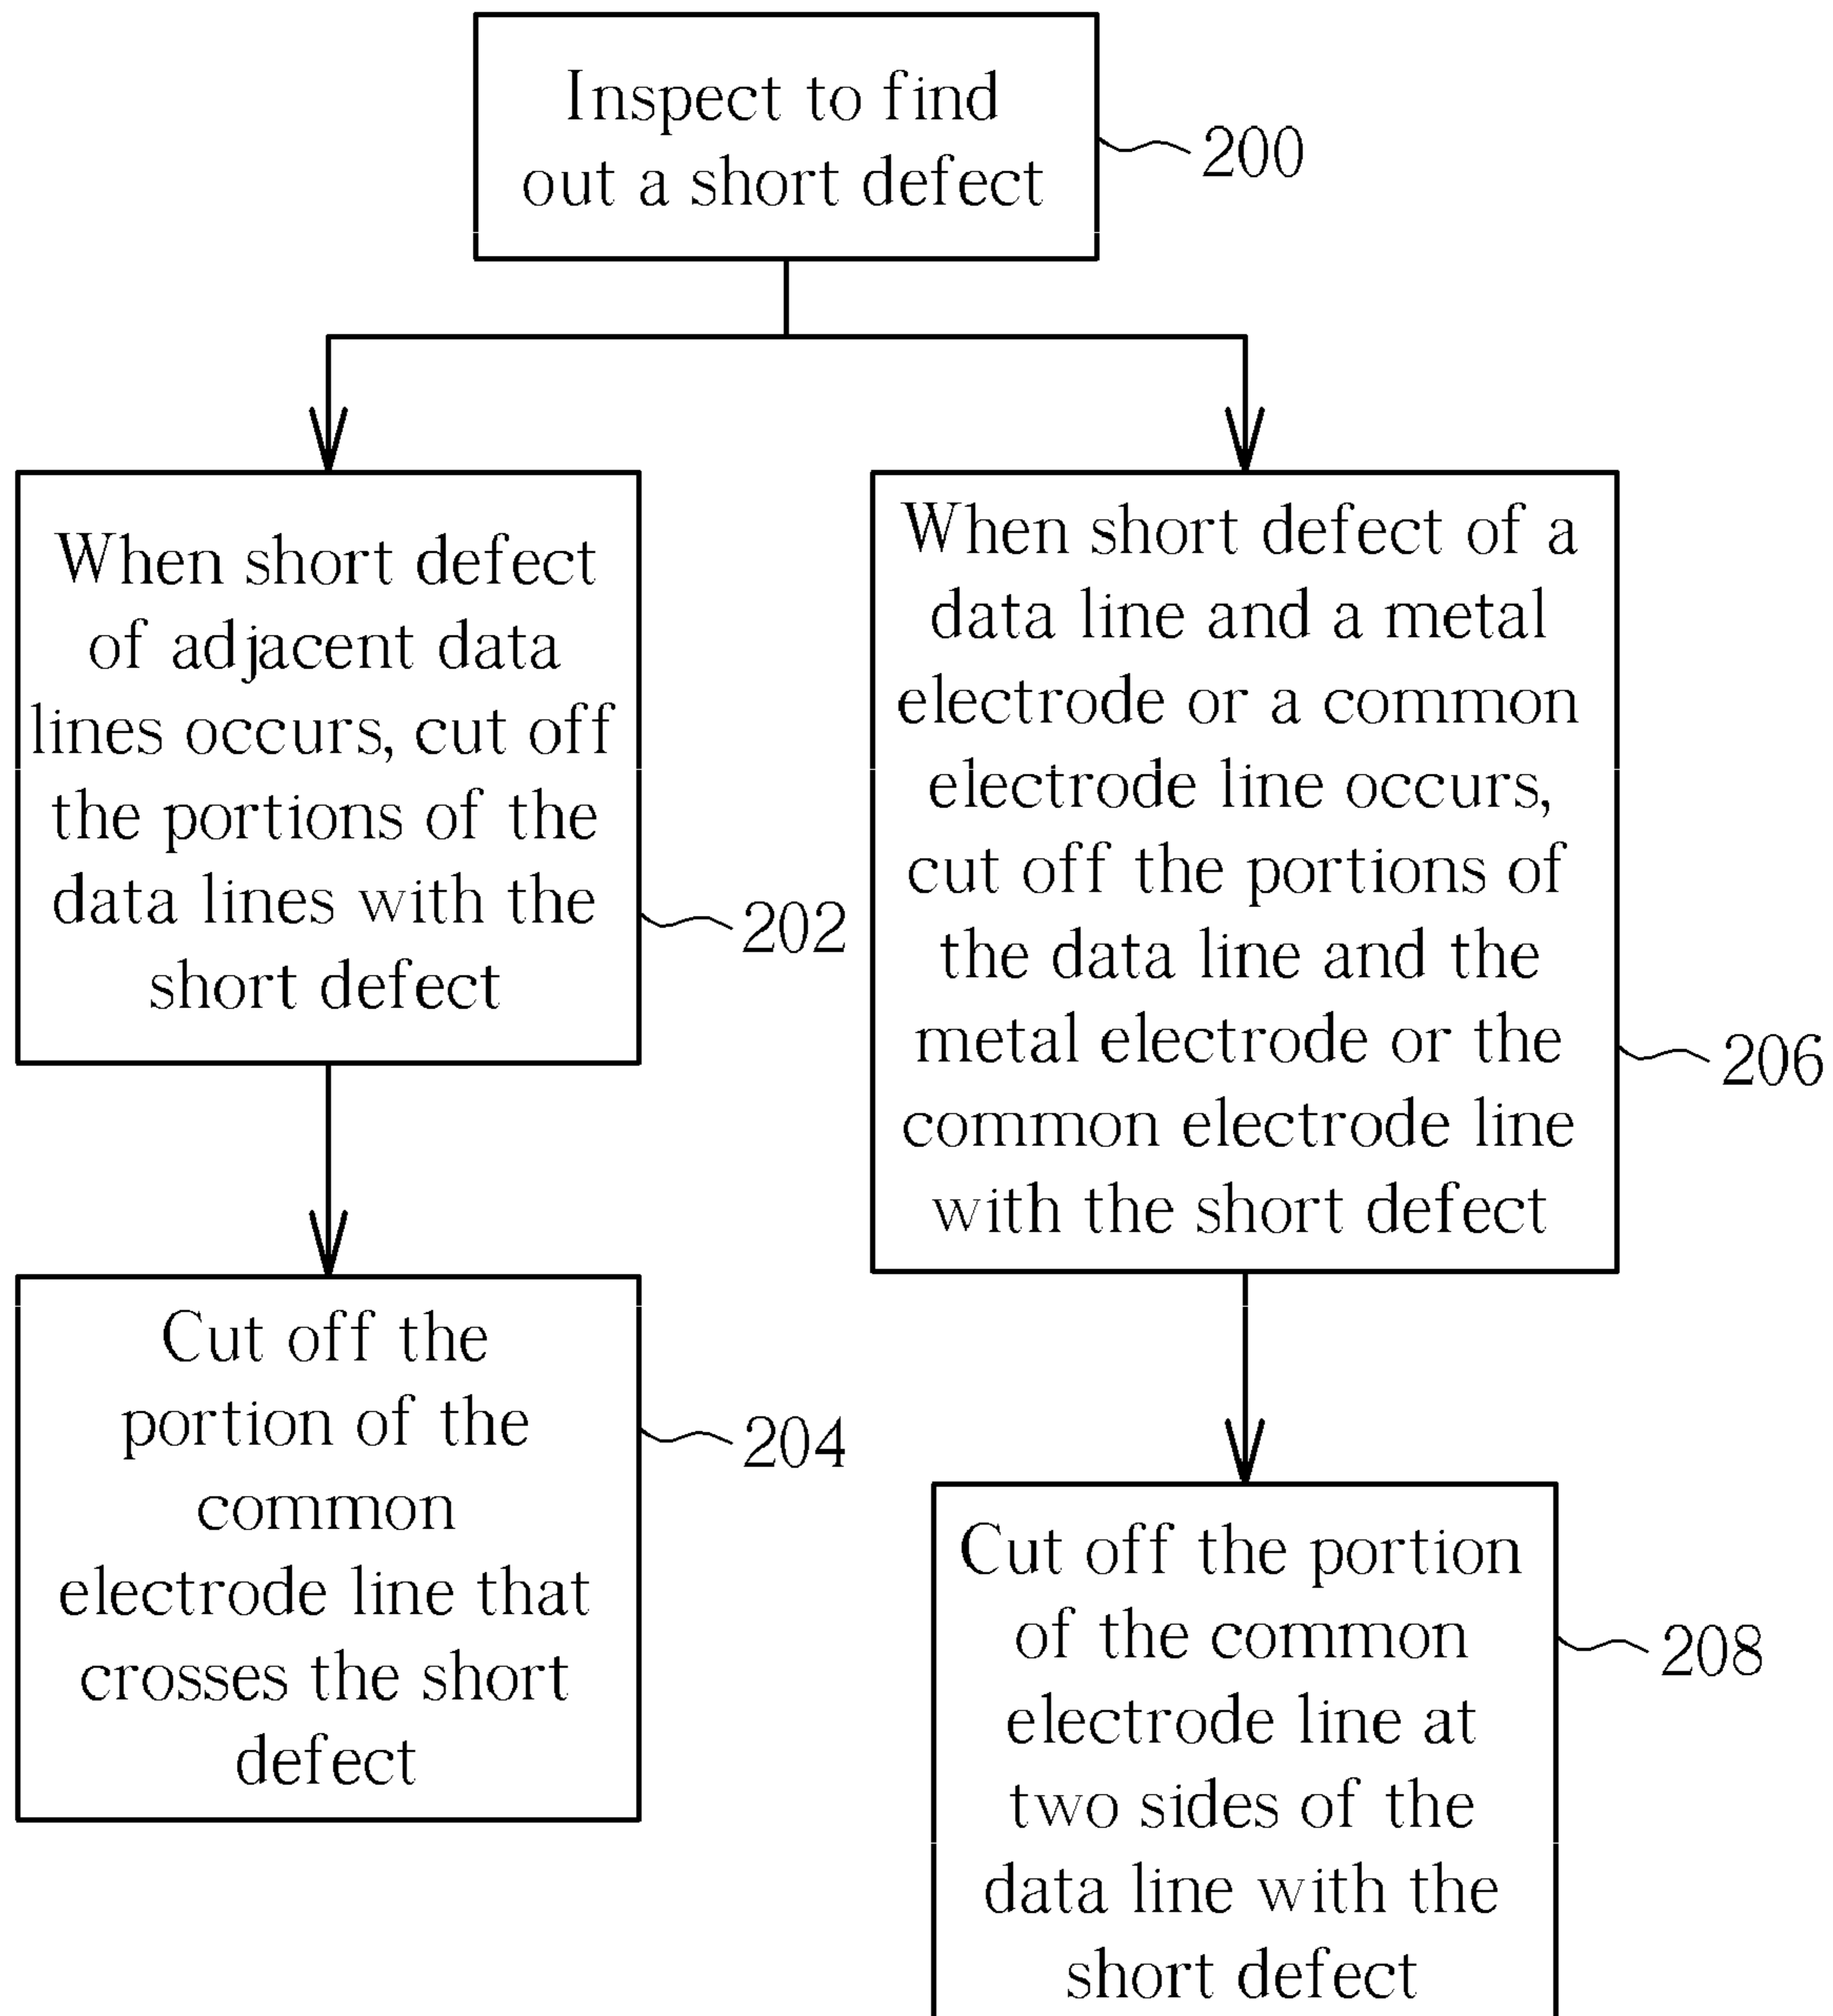 Inspect to find
out a short defect
200
When short defect
of adjacent data
lines occurs, cut off
the portions of the
data lines with the
short defect
202
When short defect of a
data line and a metal
electrode or a common
electrode line occurs,
cut off the portions of
the data line and the
metal electrode or the
common electrode line
with the short defect
206
Cut off the
portion of the
common
electrode line that
crosses the short
defect
204
Cut off the portion
of the common
electrode line at
two sides of the
data line with the
short defect
208